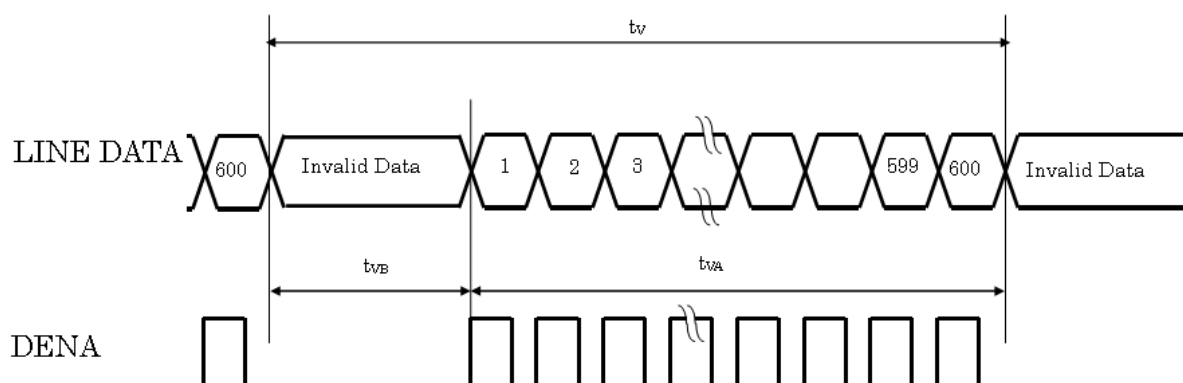 tV
LINE DATA 600 Invalid Data 1 2 3 599 600 Invalid Data
tVB tVA
DENA